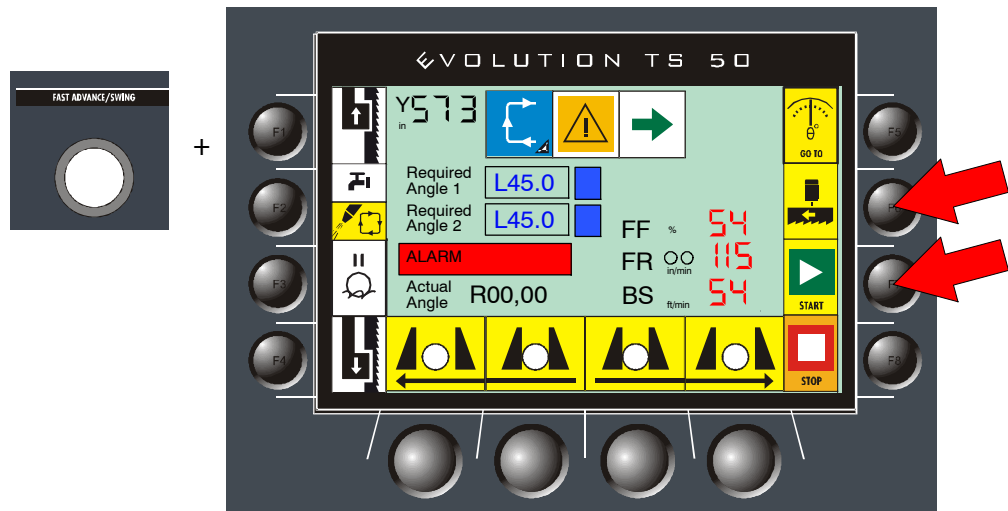 EVOLUTION TS 50
FAST ADVANCE/SWING
+
F1
F2
F3
F4
Y573
in
Required
Angle 1
L45.0
Required
Angle 2
L45.0
ALARM
Actual
Angle
R00,00
FF % 54
FR in/min 115
BS ft/min 54
θ°
GO TO
START
STOP
F5
F8